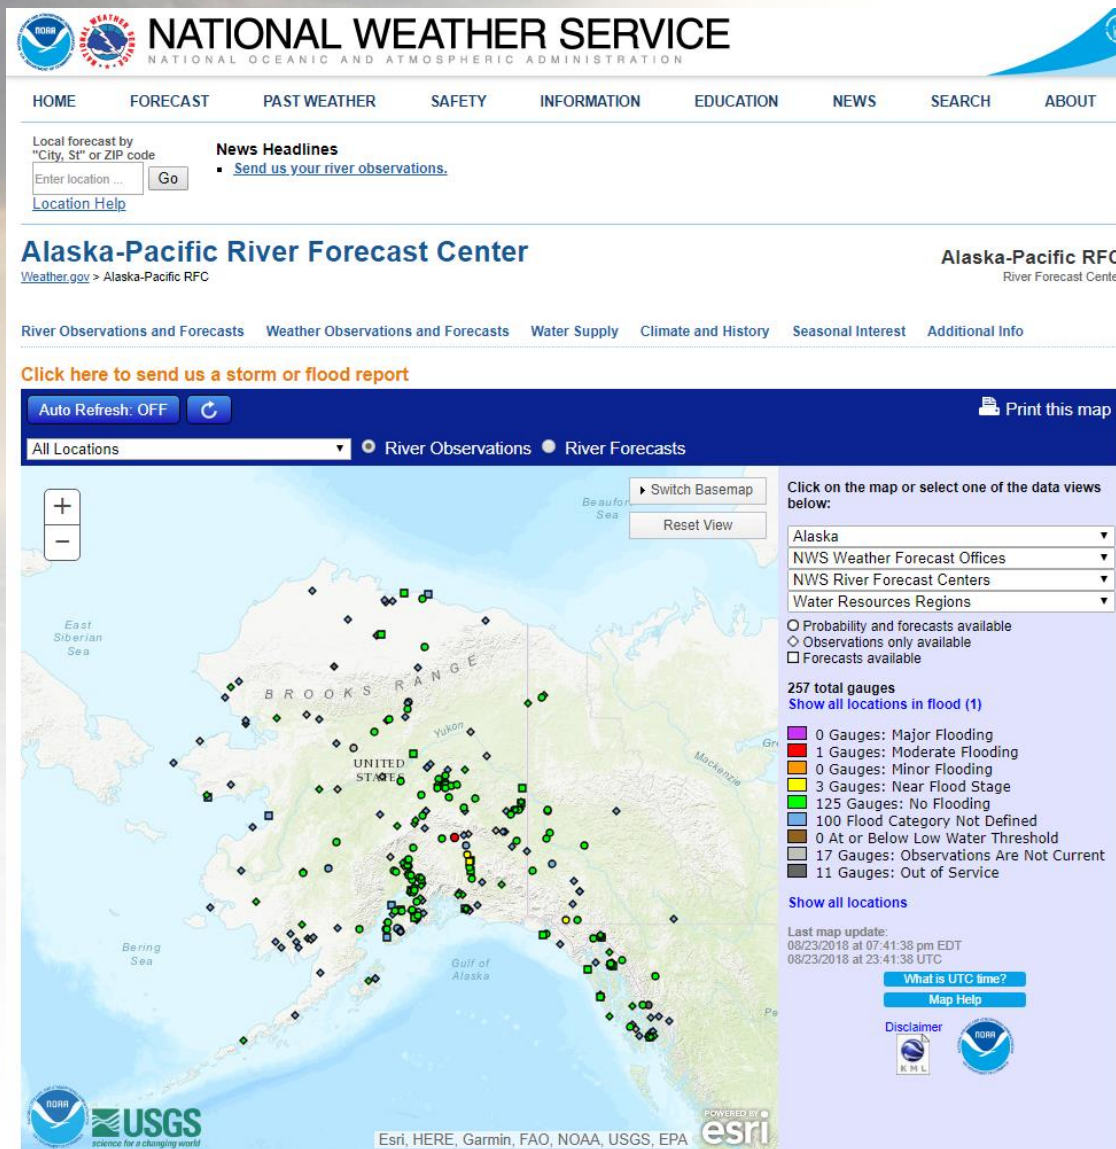 NOAA
NATIONAL WEATHER SERVICE
NATIONAL OCEANIC AND ATMOSPHERIC ADMINISTRATION
HOME FORECAST PAST WEATHER SAFETY INFORMATION EDUCATION NEWS SEARCH ABOUT
Local forecast by
"City, St" or ZIP code
Enter location ...
Go
Location Help
News Headlines
Send us your river observations.
Alaska-Pacific River Forecast Center
Weather.gov > Alaska-Pacific RFC
Alaska-Pacific RFC
River Forecast Cente
River Observations and Forecasts Weather Observations and Forecasts Water Supply Climate and History Seasonal Interest Additional Info
Click here to send us a storm or flood report
Auto Refresh: OFF
Print this map
All Locations
River Observations River Forecasts
+
−
Switch Basemap
Reset View
Beaufor
Sea
East
Siberian
Sea
BROOKS RANGE
Yukon
UNITED
STATES
Mackenzie
Gre
Bering
Sea
Gulf of
Alaska
Pe
NOAA
USGS
science for a changing world
Esri, HERE, Garmin, FAO, NOAA, USGS, EPA
POWERED BY
esri
Click on the map or select one of the data views
below:
Alaska
NWS Weather Forecast Offices
NWS River Forecast Centers
Water Resources Regions
Probability and forecasts available
Observations only available
Forecasts available
257 total gauges
Show all locations in flood (1)
0 Gauges: Major Flooding
1 Gauges: Moderate Flooding
0 Gauges: Minor Flooding
3 Gauges: Near Flood Stage
125 Gauges: No Flooding
100 Flood Category Not Defined
0 At or Below Low Water Threshold
17 Gauges: Observations Are Not Current
11 Gauges: Out of Service
Show all locations
Last map update:
08/23/2018 at 07:41:38 pm EDT
08/23/2018 at 23:41:38 UTC
What is UTC time?
Map Help
Disclaimer
KML
NOAA